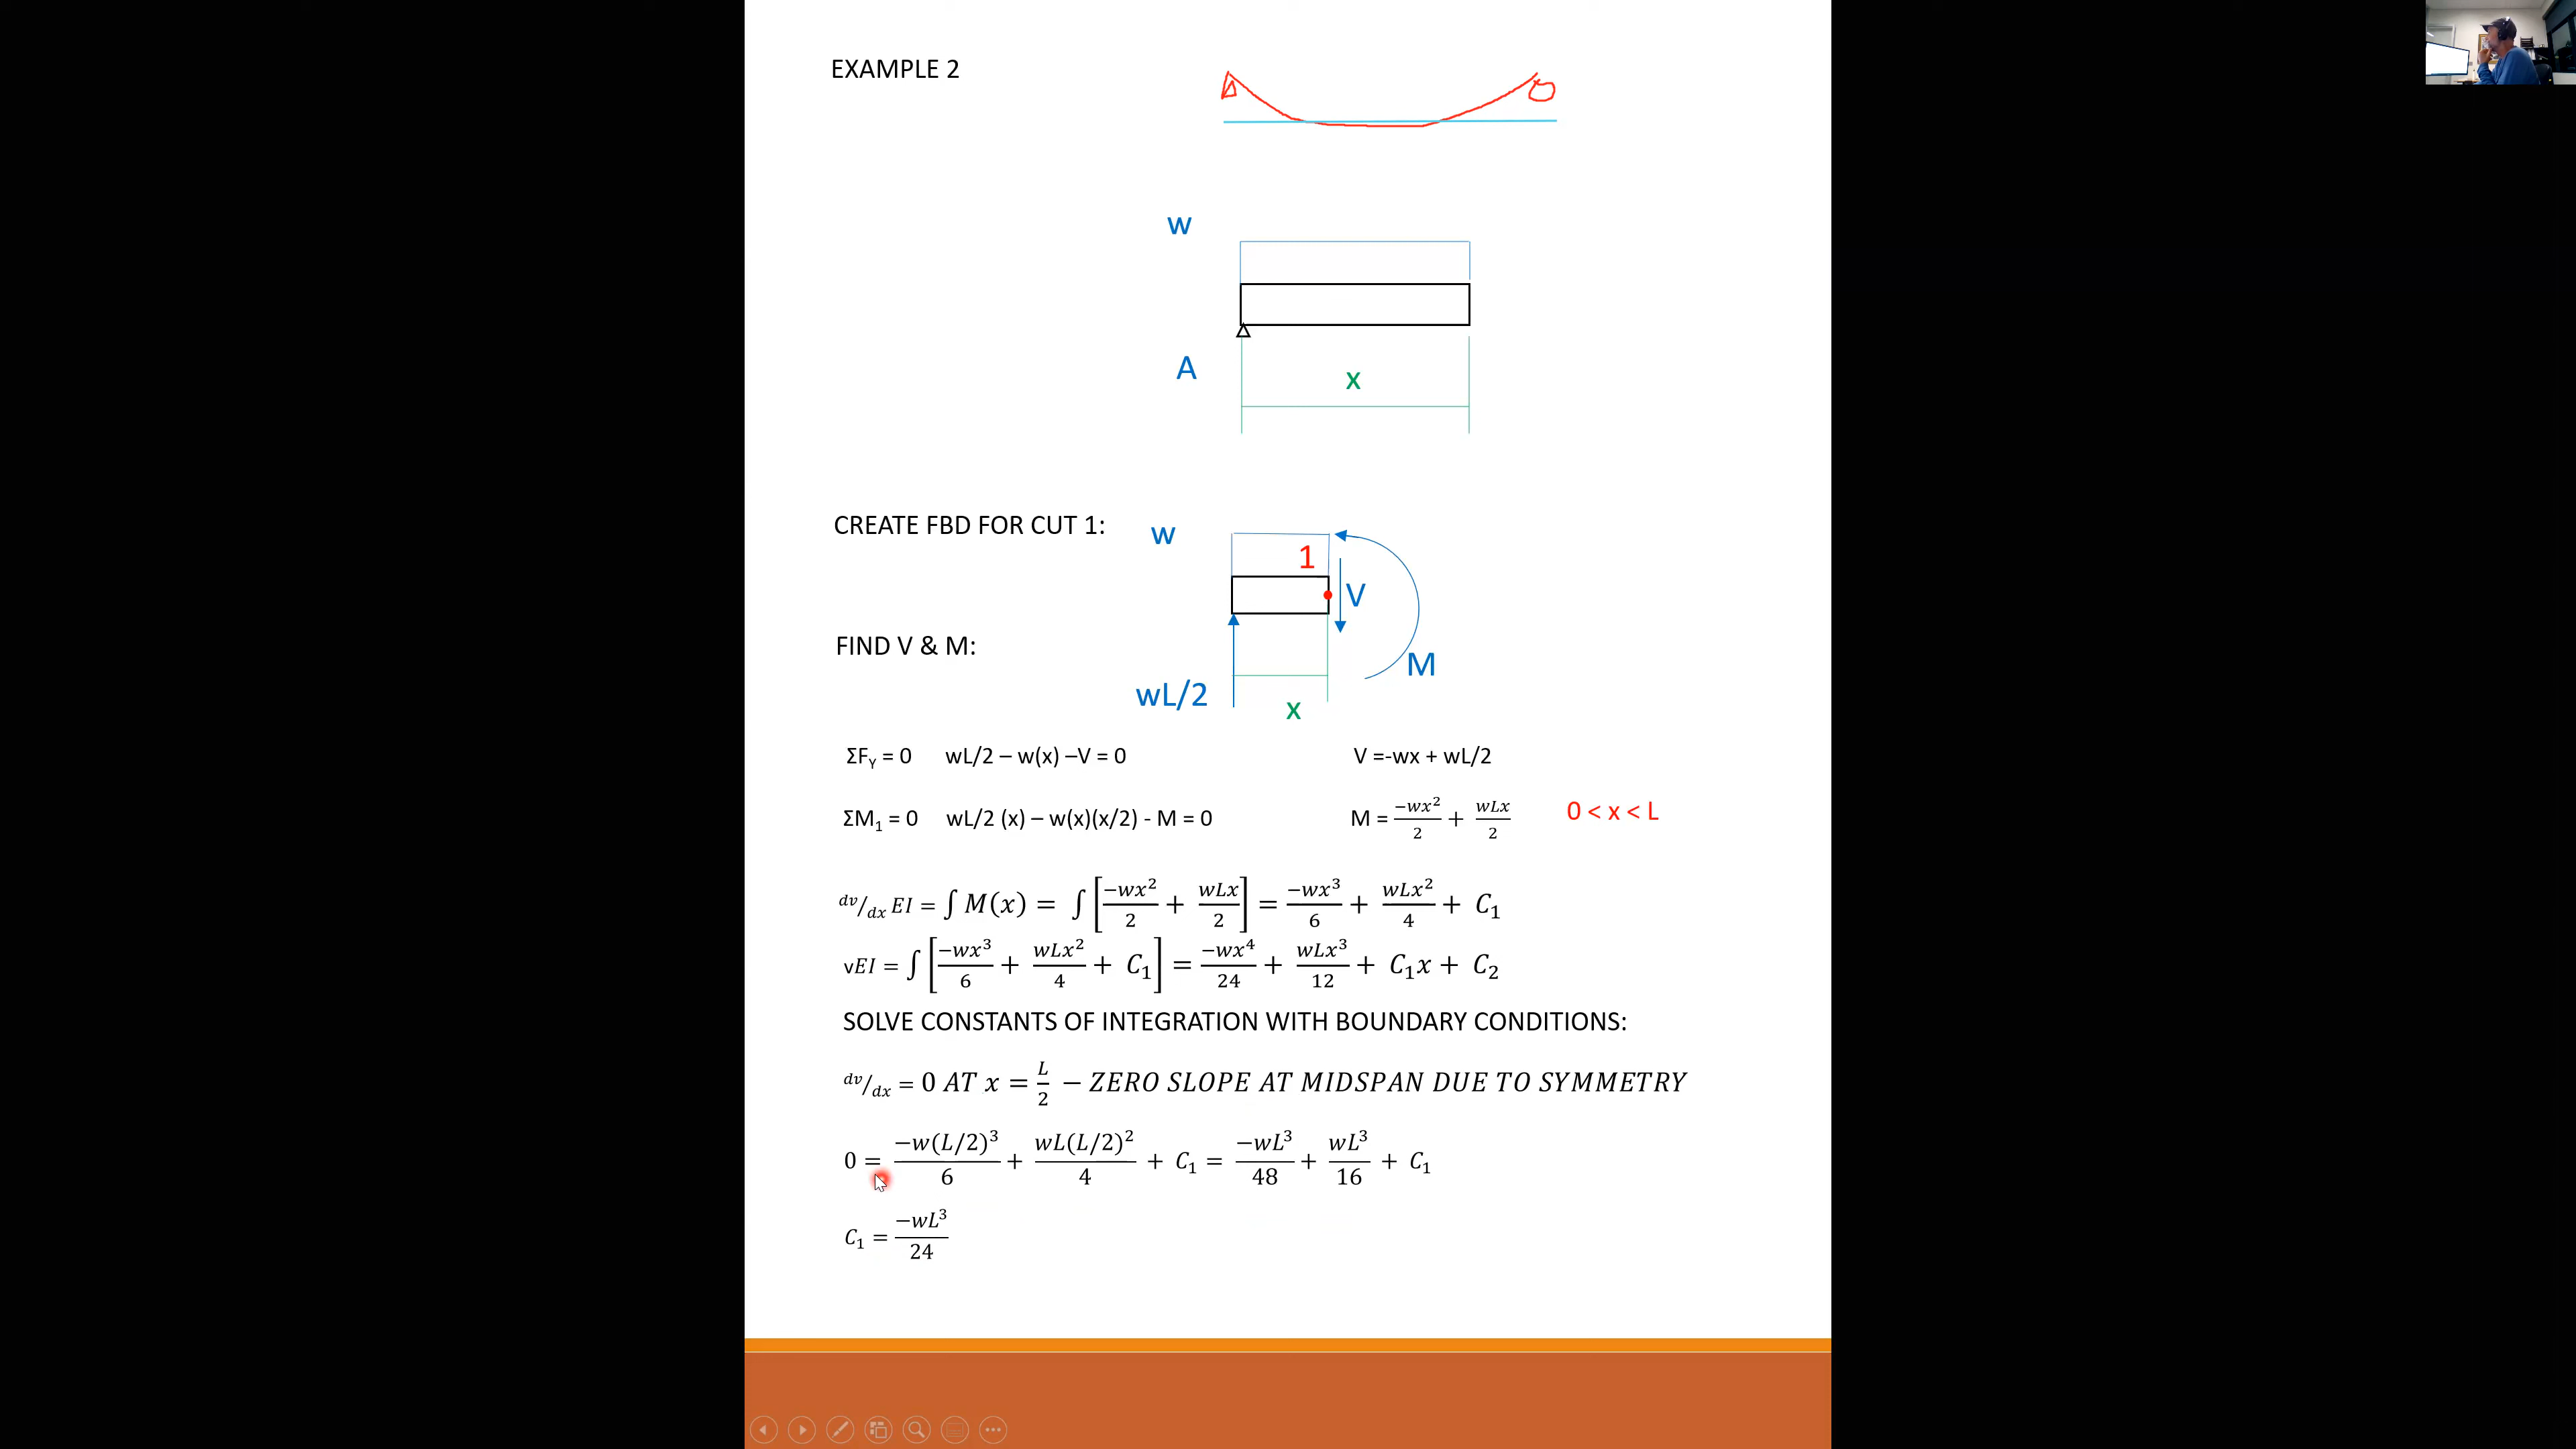 EXAMPLE 2
w
A
x
CREATE FBD FOR CUT 1:
w
1
V
FIND V & M:
M
wL/2
x
ΣF_Y = 0 wL/2 – w(x) –V = 0 V =-wx + wL/2
ΣM_1 = 0 wL/2 (x) – w(x)(x/2) - M = 0 M = −wx²/2 + wLx/2 0 < x < L
dv/dx EI = ∫ M(x) = ∫ [−wx²/2 + wLx/2] = −wx³/6 + wLx²/4 + C₁
vEI = ∫ [−wx³/6 + wLx²/4 + C₁] = −wx⁴/24 + wLx³/12 + C₁x + C₂
SOLVE CONSTANTS OF INTEGRATION WITH BOUNDARY CONDITIONS:
dv/dx = 0 AT x = L/2 − ZERO SLOPE AT MIDSPAN DUE TO SYMMETRY
0 = −w(L/2)³/6 + wL(L/2)²/4 + C₁ = −wL³/48 + wL³/16 + C₁
C₁ = −wL³/24